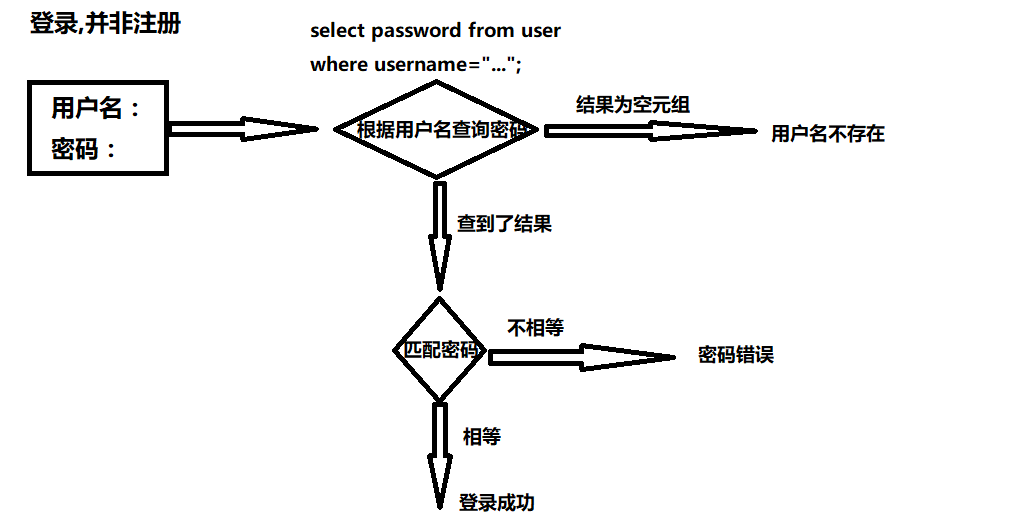 登录,并非注册
select password from user
where username="...";
用户名：
密码：
根据用户名查询密码
结果为空元组
用户名不存在
查到了结果
匹配密码
不相等
密码错误
相等
登录成功